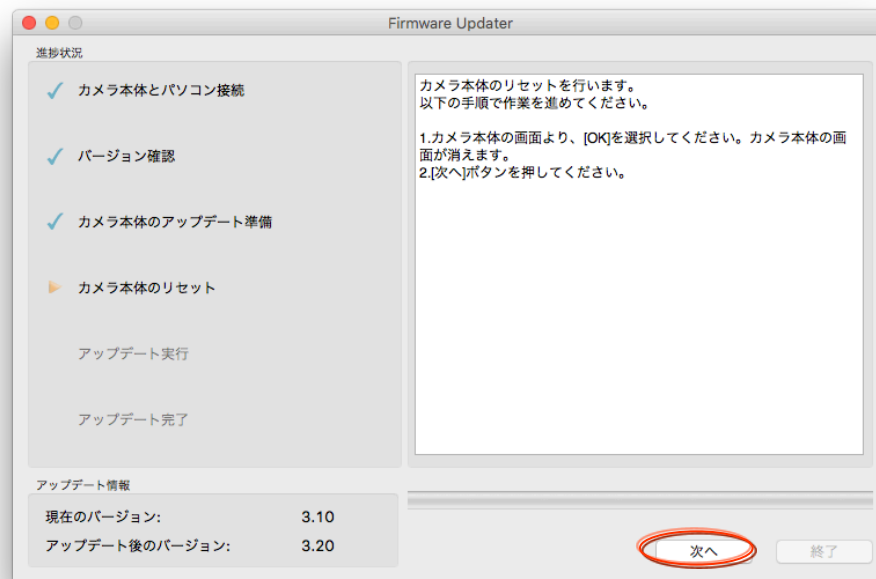 Firmware Updater
進捗状況
カメラ本体とパソコン接続
バージョン確認
カメラ本体のアップデート準備
カメラ本体のリセット
アップデート実行
アップデート完了
カメラ本体のリセットを行います。
以下の手順で作業を進めてください。
1.カメラ本体の画面より、[OK]を選択してください。カメラ本体の画
面が消えます。
2.[次へ]ボタンを押してください。
アップデート情報
現在のバージョン: 3.10
アップデート後のバージョン: 3.20
次へ
終了